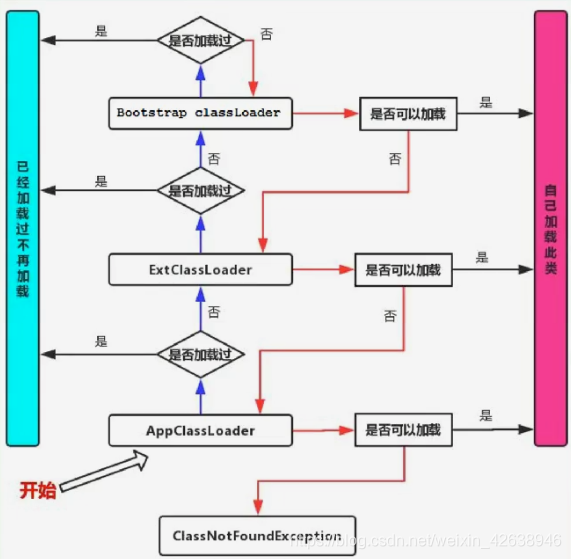 是
是否加载过
否
Bootstrap classLoader
是否可以加载
是
否
否
是
是否加载过
已经加载过不再加载
自己加载此类
ExtClassLoader
是否可以加载
是
否
否
是
是否加载过
AppClassLoader
是否可以加载
是
开始
否
ClassNotFoundException
https://blog.csdn.net/weixin_42638946